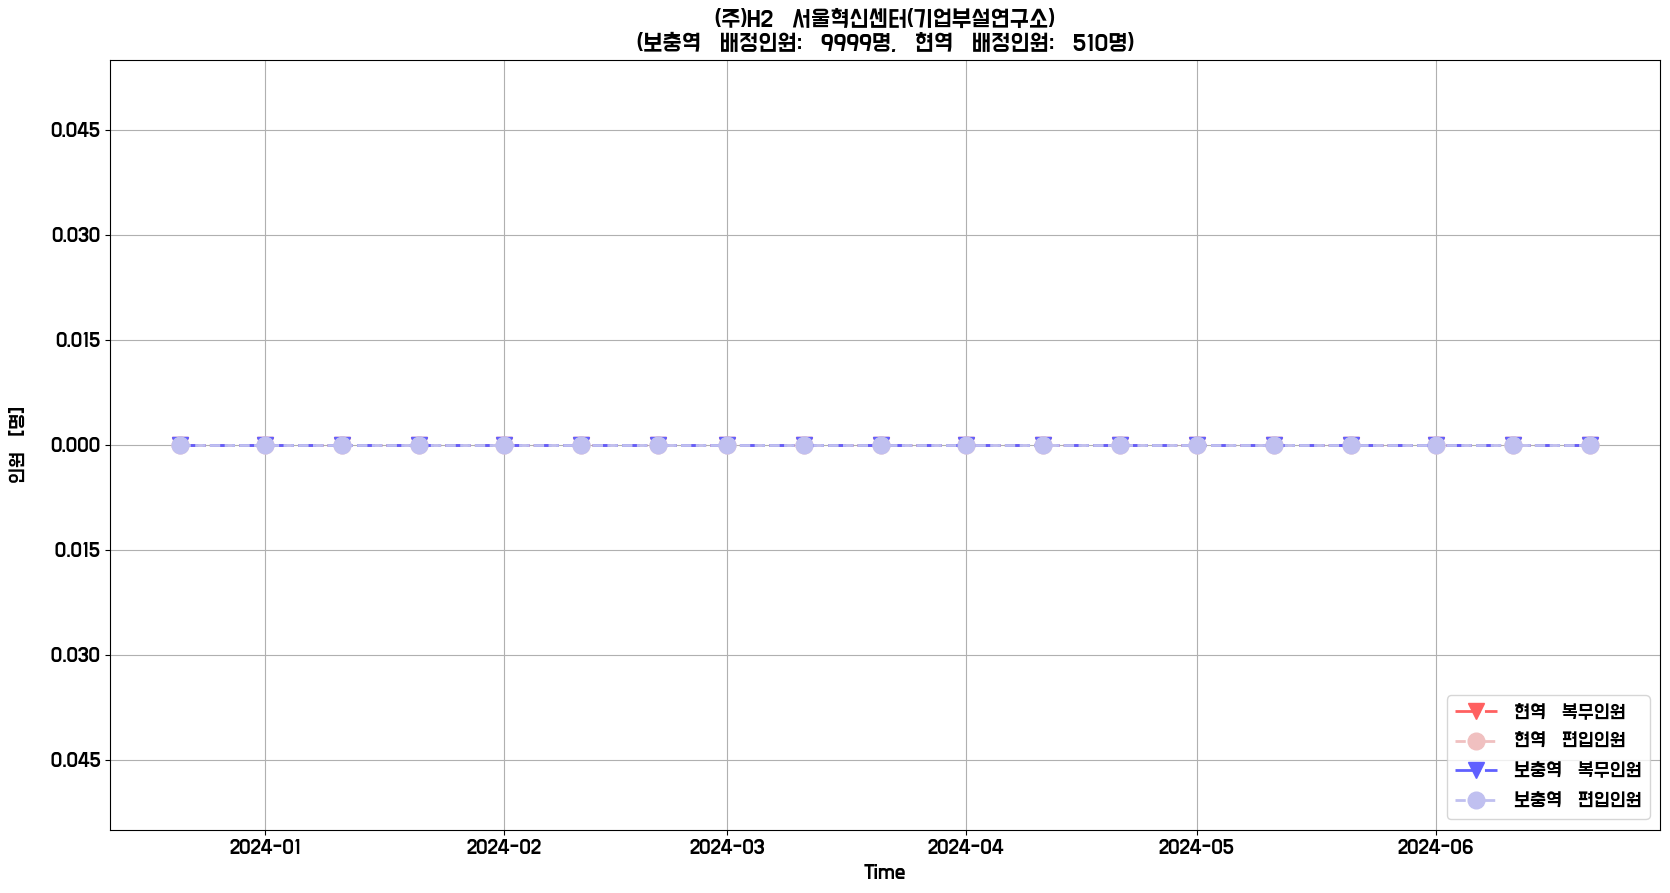 (주)H2 서울혁신센터(기업부설연구소)
(보충역 배정인원: 9999명, 현역 배정인원: 510명)
0.045
0.030
0.015
0.000
0.015
0.030
0.045
인원 [명]
현역 복무인원
현역 편입인원
보충역 복무인원
보충역 편입인원
2024-01 2024-02 2024-03 2024-04 2024-05 2024-06
Time